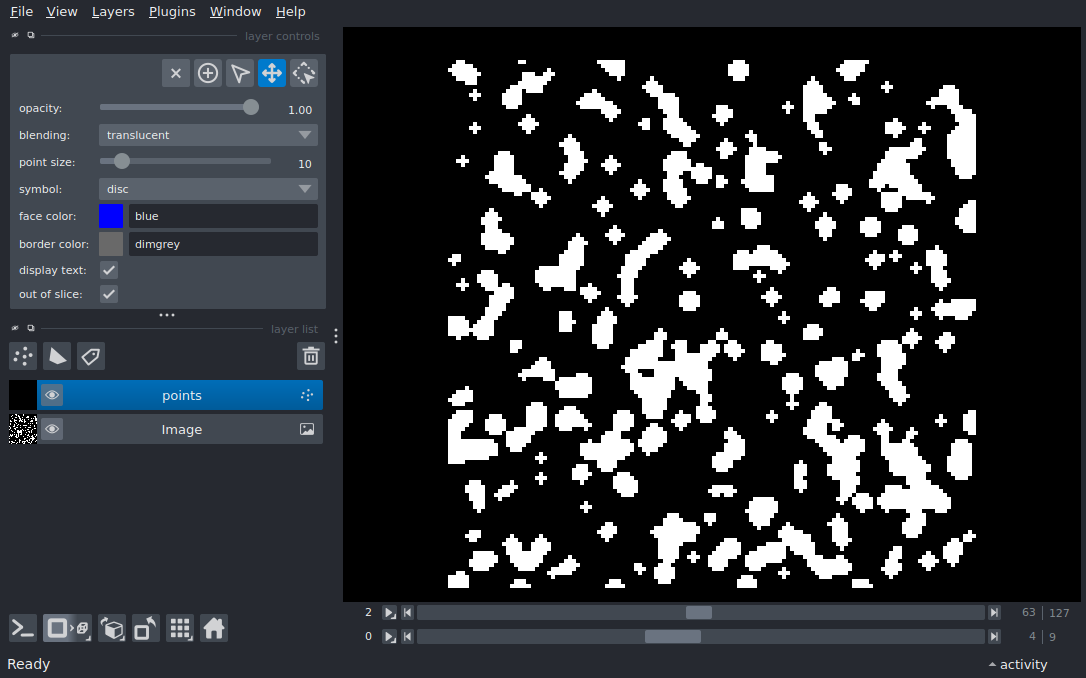 File View Layers Plugins Window Help
layer controls
opacity: 1.00
blending: translucent
point size: 10
symbol: disc
face color: blue
border color: dimgrey
display text:
out of slice:
layer list
points
Image
2 63 127
0 4 9
Ready activity